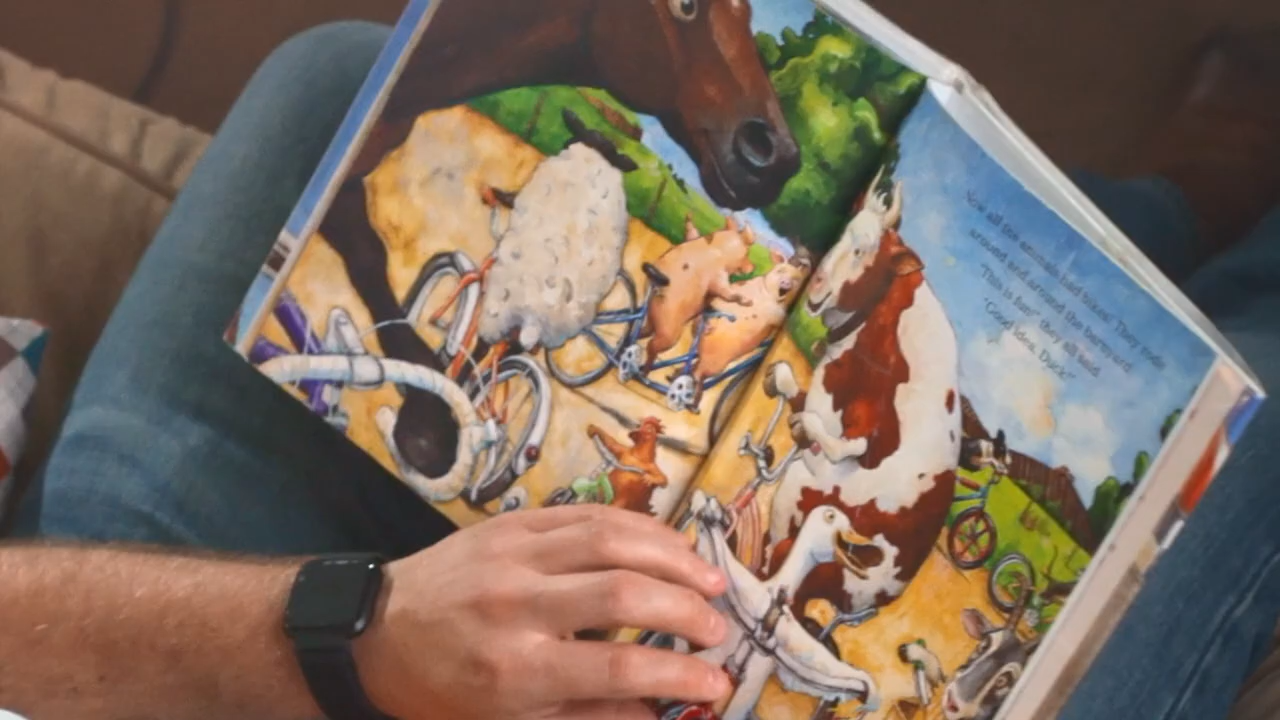 Now all the animals had bikes! They rode
around and around the barnyard.
"This is fun!" they all said.
"Good idea, Duck!"